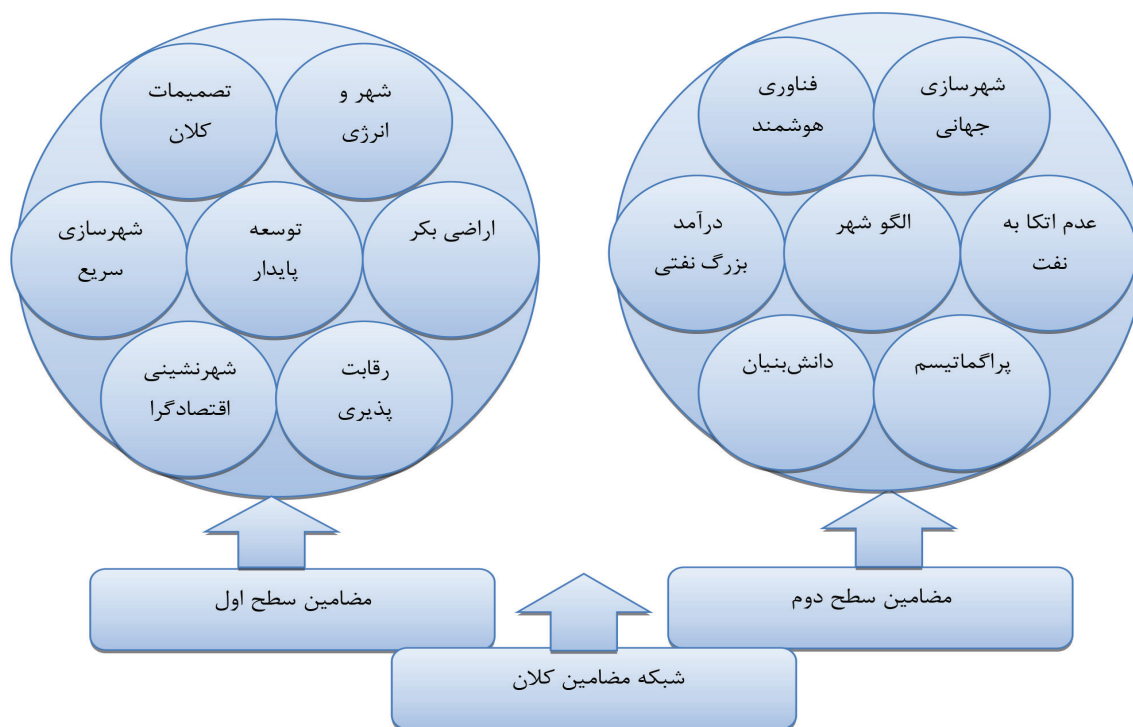 شهرسازی
جهانی
فناوری
هوشمند
عدم اتکا به
نفت
الگو شهر
درآمد
بزرگ نفتی
پراگماتیسم
دانش‌بنیان
مضامین سطح دوم
شهر و
انرژی
تصمیمات
کلان
اراضی بکر
توسعه
پایدار
شهرسازی
سریع
رقابت
پذیری
شهرنشینی
اقتصادگرا
مضامین سطح اول
شبکه مضامین کلان